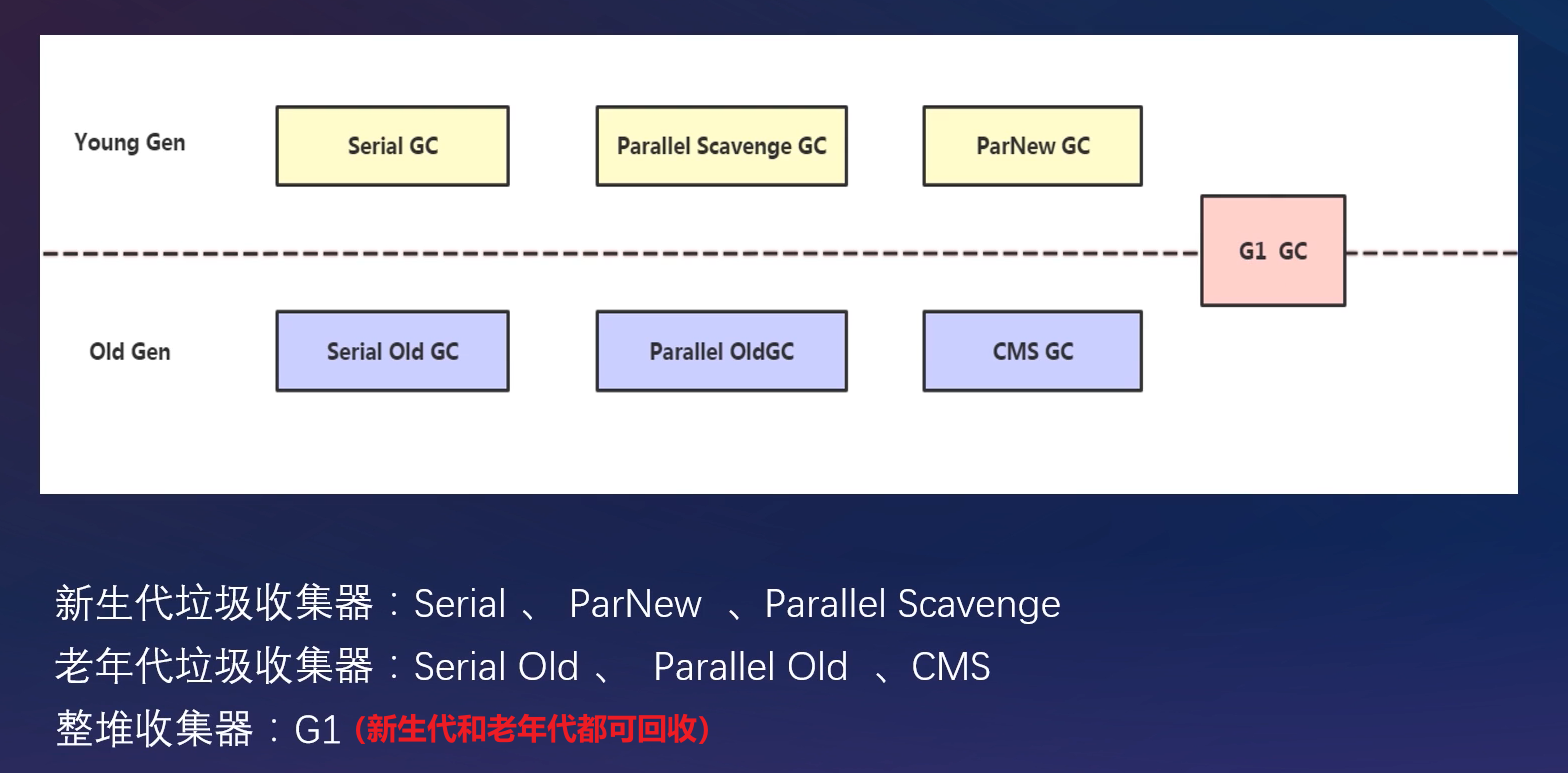 Young Gen
Serial GC
Parallel Scavenge GC
ParNew GC
G1 GC
Old Gen
Serial Old GC
Parallel OldGC
CMS GC
新生代垃圾收集器：Serial 、 ParNew 、Parallel Scavenge
老年代垃圾收集器：Serial Old 、 Parallel Old 、CMS
整堆收集器：G1 (新生代和老年代都可回收)